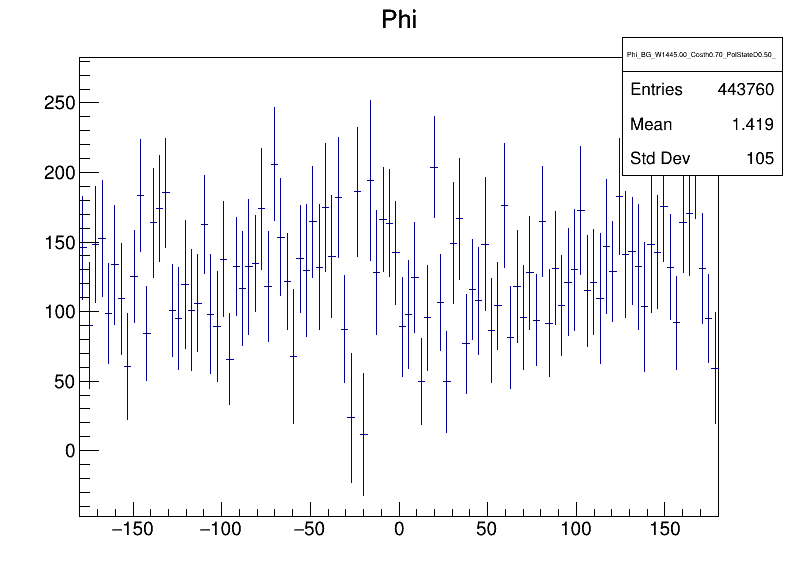 Phi
Phi_BG_W1445.00_Costh0.70_PolStateD0.50_
Entries 443760
Mean 1.419
Std Dev 105
250
200
150
100
50
0
−150 −100 −50 0 50 100 150